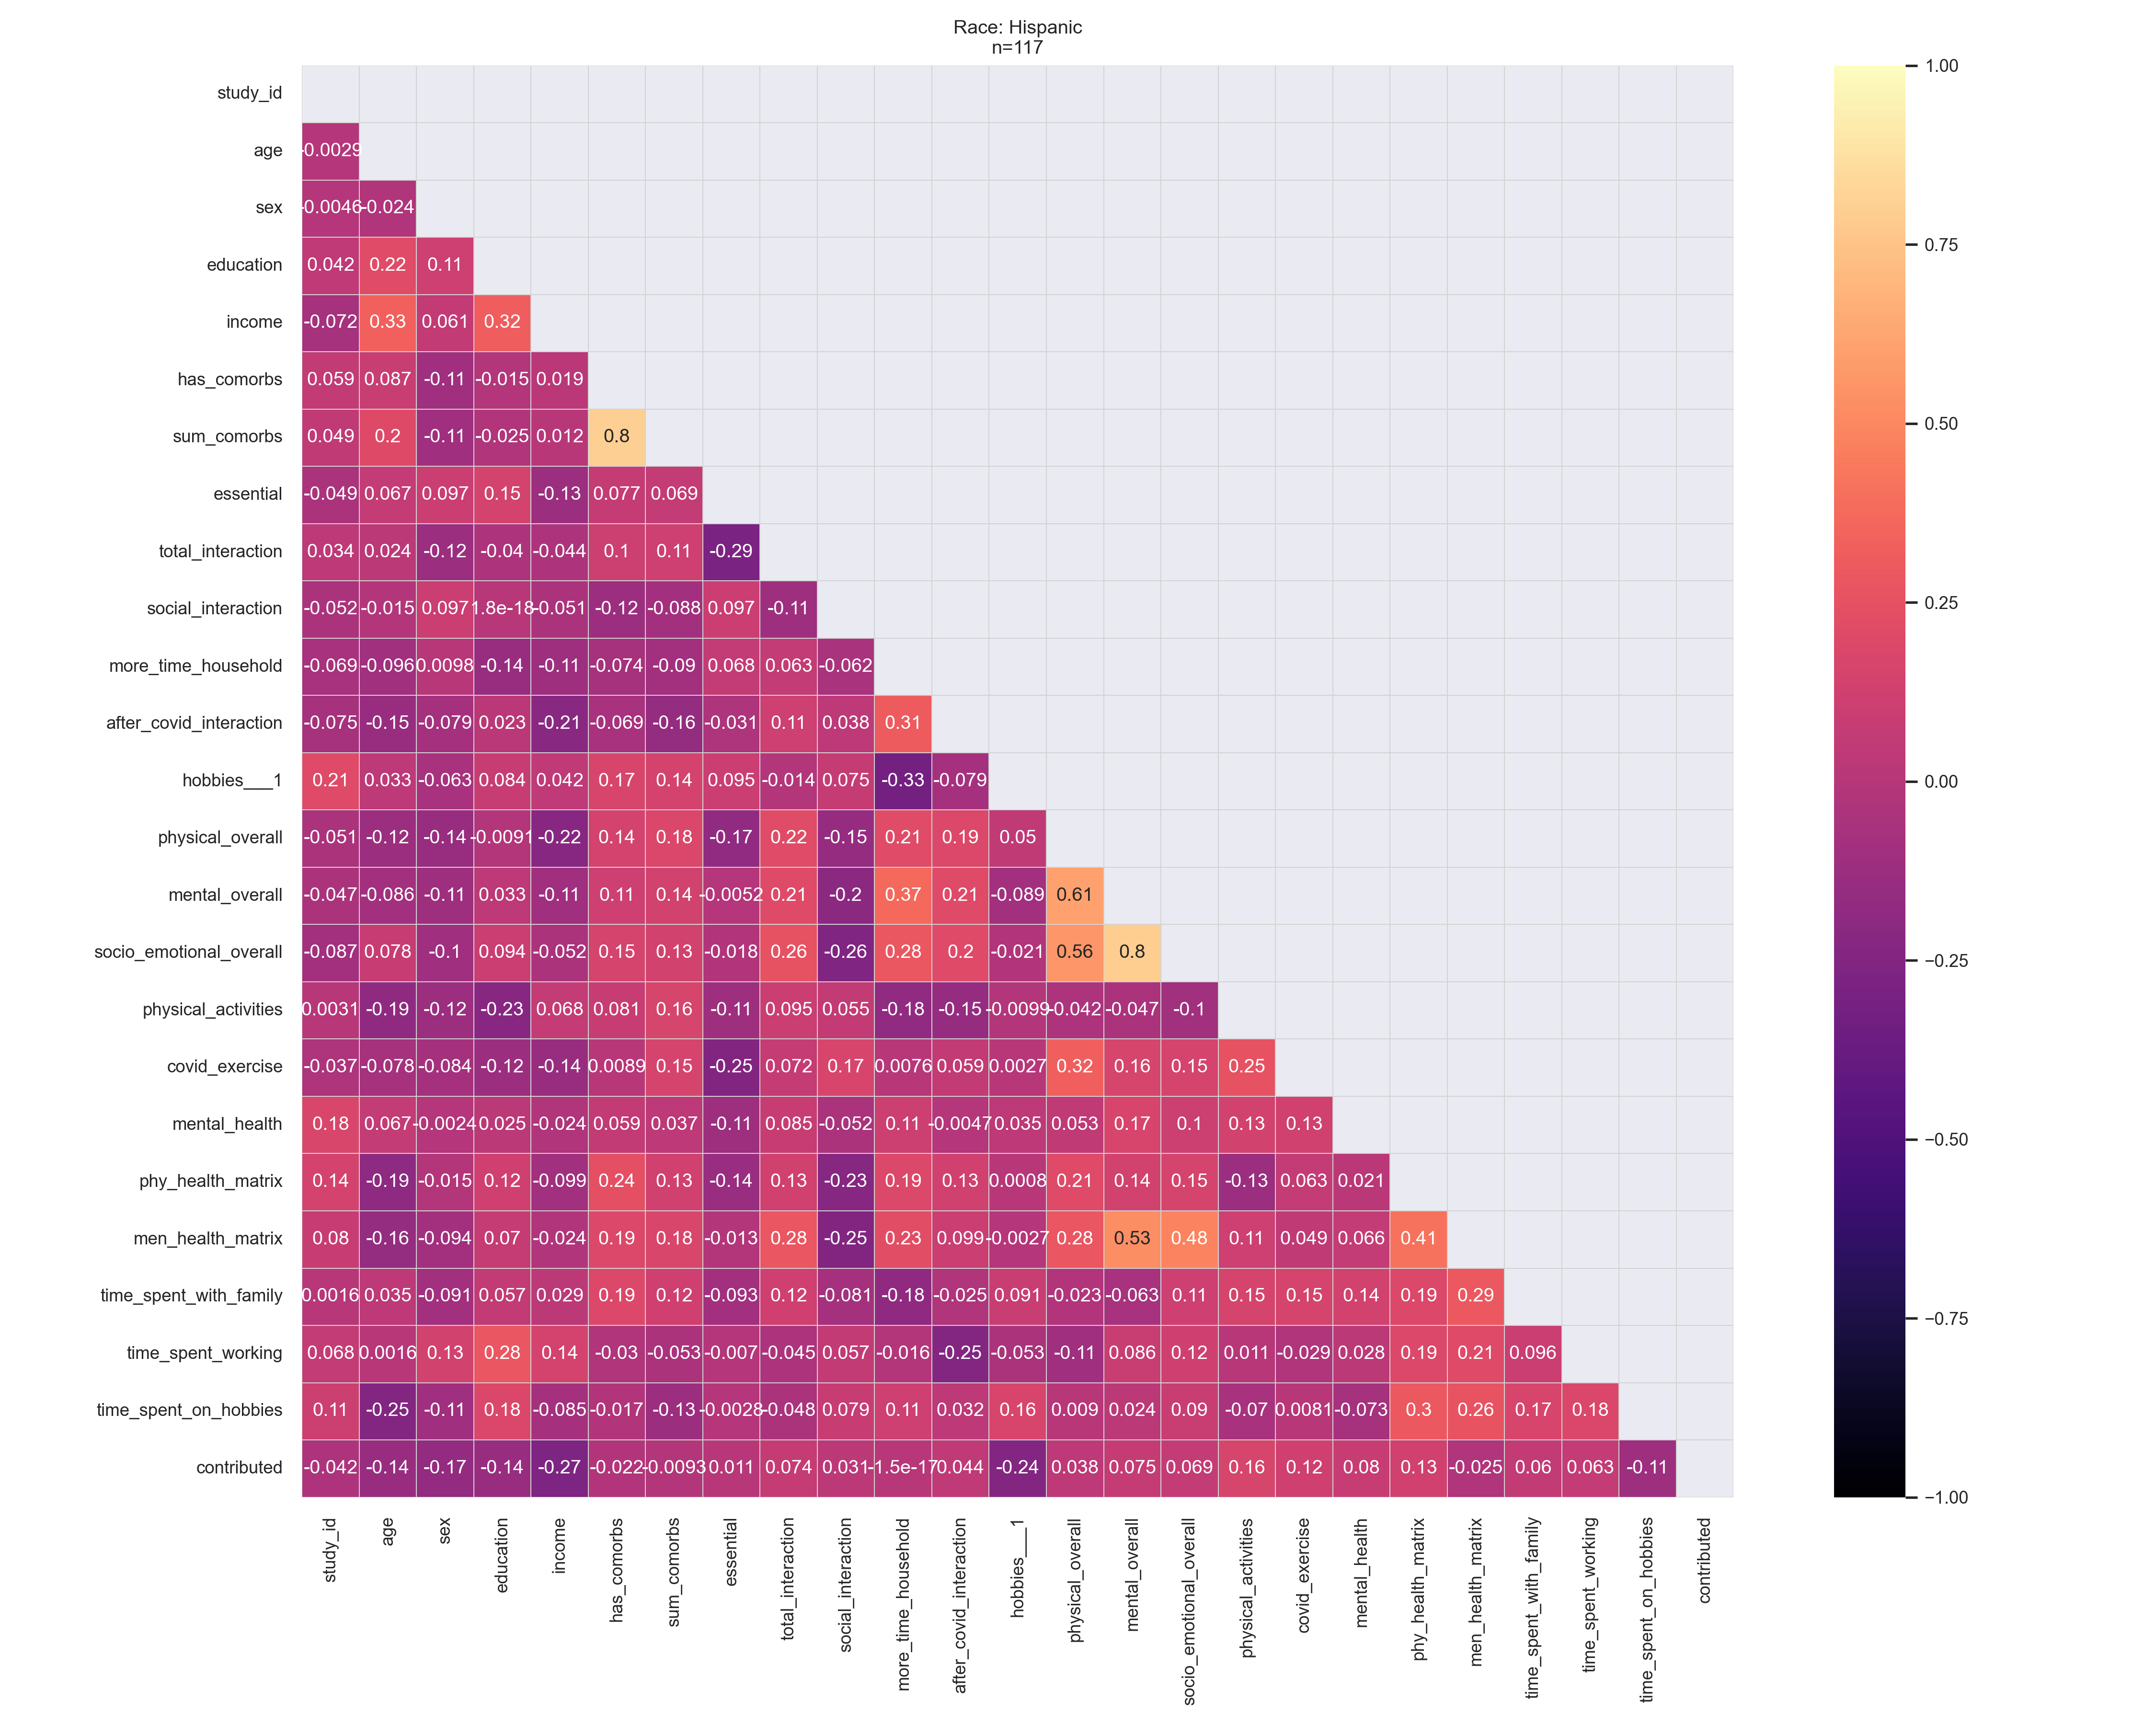 Race: Hispanic
n=117
study_id
age -0.0029
sex -0.0046 -0.024
education 0.042 0.22 0.11
income -0.072 0.33 0.061 0.32
has_comorbs 0.059 0.087 -0.11 -0.015 0.019
sum_comorbs 0.049 0.2 -0.11 -0.025 0.012 0.8
essential -0.049 0.067 0.097 0.15 -0.13 0.077 0.069
total_interaction 0.034 0.024 -0.12 -0.04 -0.044 0.1 0.11 -0.29
social_interaction -0.052 -0.015 0.097 1.8e-18 -0.051 -0.12 -0.088 0.097 -0.11
more_time_household -0.069 -0.096 0.0098 -0.14 -0.11 -0.074 -0.09 0.068 0.063 -0.062
after_covid_interaction -0.075 -0.15 -0.079 0.023 -0.21 -0.069 -0.16 -0.031 0.11 0.038 0.31
hobbies___1 0.21 0.033 -0.063 0.084 0.042 0.17 0.14 0.095 -0.014 0.075 -0.33 -0.079
physical_overall -0.051 -0.12 -0.14 -0.0091 -0.22 0.14 0.18 -0.17 0.22 -0.15 0.21 0.19 0.05
mental_overall -0.047 -0.086 -0.11 0.033 -0.11 0.11 0.14 -0.0052 0.21 -0.2 0.37 0.21 -0.089 0.61
socio_emotional_overall -0.087 0.078 -0.1 0.094 -0.052 0.15 0.13 -0.018 0.26 -0.26 0.28 0.2 -0.021 0.56 0.8
physical_activities 0.0031 -0.19 -0.12 -0.23 0.068 0.081 0.16 -0.11 0.095 0.055 -0.18 -0.15 -0.0099 -0.042 -0.047 -0.1
covid_exercise -0.037 -0.078 -0.084 -0.12 -0.14 0.0089 0.15 -0.25 0.072 0.17 0.0076 0.059 0.0027 0.32 0.16 0.15 0.25
mental_health 0.18 0.067 -0.0024 0.025 -0.024 0.059 0.037 -0.11 0.085 -0.052 0.11 -0.0047 0.035 0.053 0.17 0.1 0.13 0.13
phy_health_matrix 0.14 -0.19 -0.015 0.12 -0.099 0.24 0.13 -0.14 0.13 -0.23 0.19 0.13 0.0008 0.21 0.14 0.15 -0.13 0.063 0.021
men_health_matrix 0.08 -0.16 -0.094 0.07 -0.024 0.19 0.18 -0.013 0.28 -0.25 0.23 0.099 -0.0027 0.28 0.53 0.48 0.11 0.049 0.066 0.41
time_spent_with_family 0.0016 0.035 -0.091 0.057 0.029 0.19 0.12 -0.093 0.12 -0.081 -0.18 -0.025 0.091 -0.023 -0.063 0.11 0.15 0.15 0.14 0.19 0.29
time_spent_working 0.068 0.0016 0.13 0.28 0.14 -0.03 -0.053 -0.007 -0.045 0.057 -0.016 -0.25 -0.053 -0.11 0.086 0.12 0.011 -0.029 0.028 0.19 0.21 0.096
time_spent_on_hobbies 0.11 -0.25 -0.11 0.18 -0.085 -0.017 -0.13 -0.0028 -0.048 0.079 0.11 0.032 0.16 0.009 0.024 0.09 -0.07 0.0081 -0.073 0.3 0.26 0.17 0.18
contributed -0.042 -0.14 -0.17 -0.14 -0.27 -0.022 -0.0093 0.011 0.074 0.031 -1.5e-17 0.044 -0.24 0.038 0.075 0.069 0.16 0.12 0.08 0.13 -0.025 0.06 0.063 -0.11
study_id
age
sex
education
income
has_comorbs
sum_comorbs
essential
total_interaction
social_interaction
more_time_household
after_covid_interaction
hobbies___1
physical_overall
mental_overall
socio_emotional_overall
physical_activities
covid_exercise
mental_health
phy_health_matrix
men_health_matrix
time_spent_with_family
time_spent_working
time_spent_on_hobbies
contributed
1.00
0.75
0.50
0.25
0.00
−0.25
−0.50
−0.75
−1.00